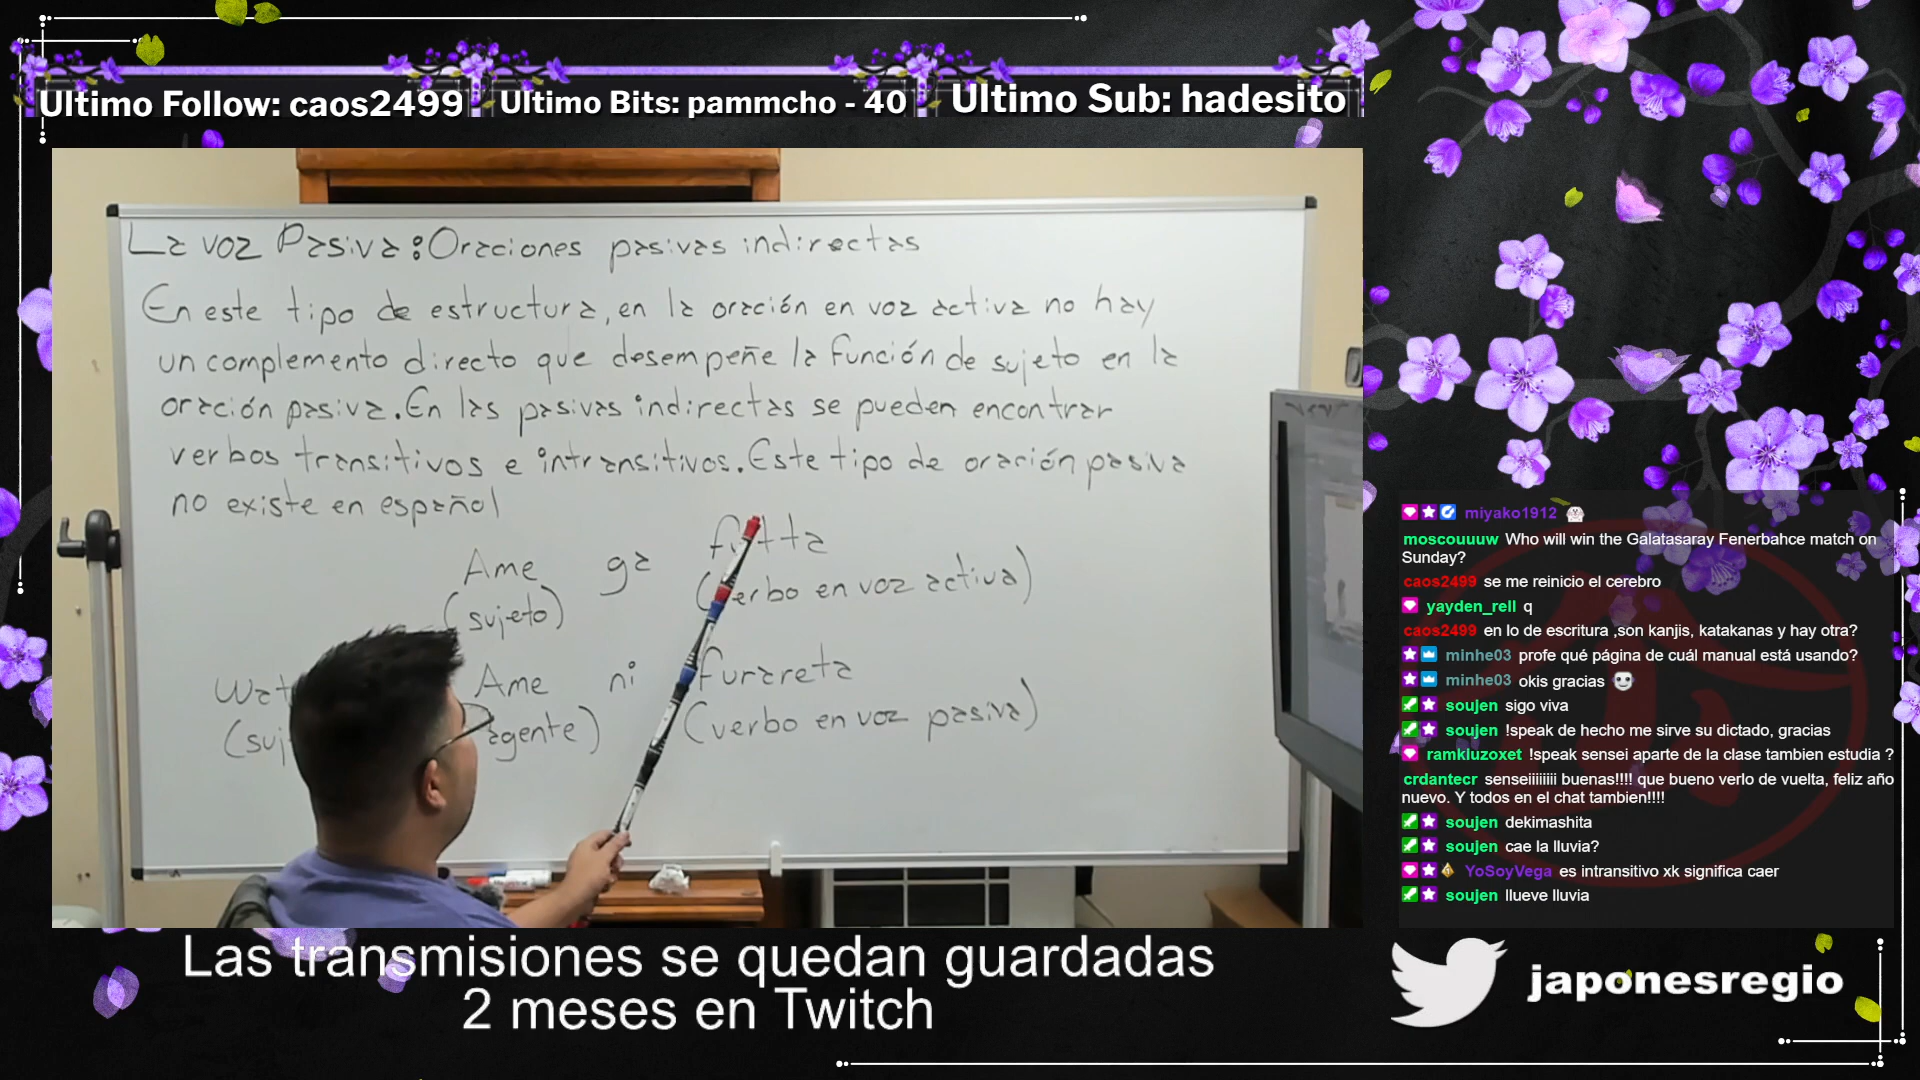 Ultimo Follow: caos2499
Ultimo Bits: pammcho - 40
Ultimo Sub: hadesito
La voz Pasiva: Oraciones pasivas indirectas
En este tipo de estructura, en la oración en voz activa no hay
un complemento directo que desempeñe la función de sujeto en la
oración pasiva. En las pasivas indirectas se pueden encontrar
verbos transitivos e intransitivos. Este tipo de oración pasiva
no existe en español
Ame ga
(sujeto) (verbo en voz activa)
Ame ni furareta
agente) (verbo en voz pasiva)
miyako1912
moscouuuw Who will win the Galatasaray Fenerbahce match on
Sunday?
caos2499 se me reinicio el cerebro
yayden_rell q
caos2499 en lo de escritura ,son kanjis, katakanas y hay otra?
minhe03 profe qué página de cuál manual está usando?
minhe03 okis gracias
soujen sigo viva
soujen !speak de hecho me sirve su dictado, gracias
ramkluzoxet !speak sensei aparte de la clase tambien estudia ?
crdantecr senseiiiiiiii buenas!!!! que bueno verlo de vuelta, feliz año
nuevo. Y todos en el chat tambien!!!!
soujen dekimashita
soujen cae la lluvia?
YoSoyVega es intransitivo xk significa caer
soujen llueve lluvia
Las transmisiones se quedan guardadas
2 meses en Twitch
japonesregio